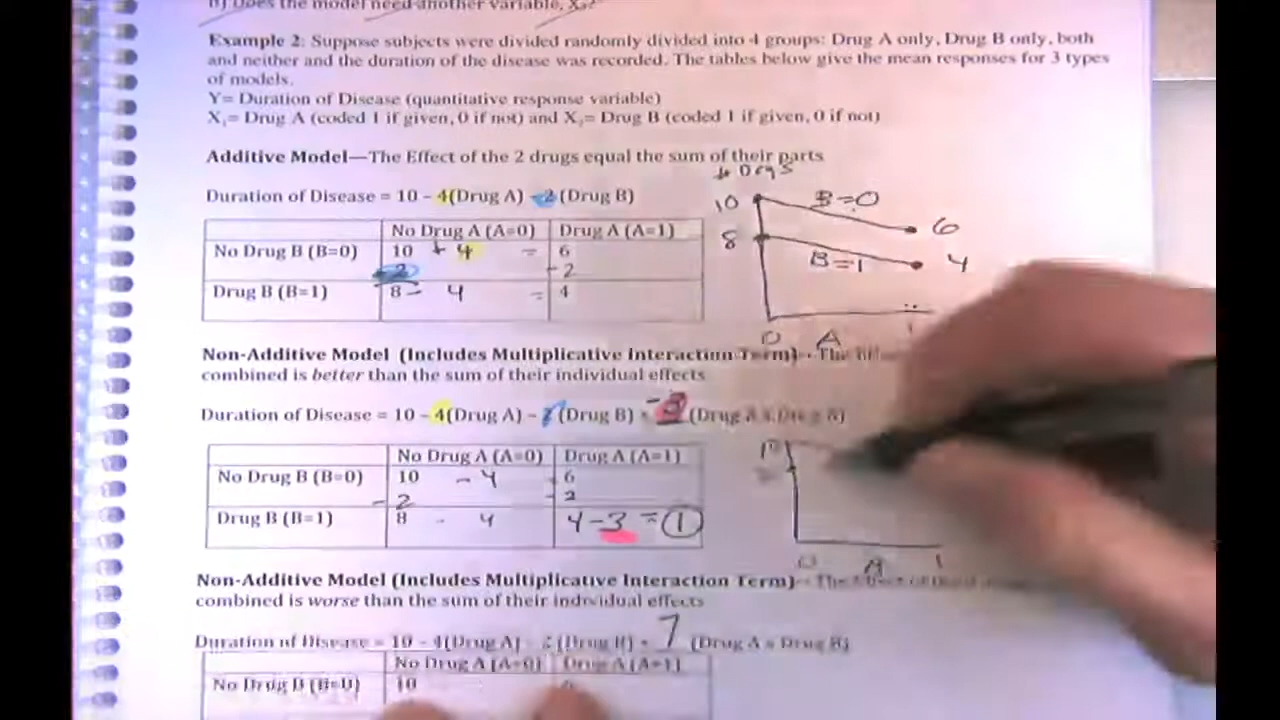 B) Does the model need another variable, X₂?
Example 2: Suppose subjects were divided randomly divided into 4 groups: Drug A only, Drug B only, both
and neither and the duration of the disease was recorded. The tables below give the mean responses for 3 types
of models.
Y= Duration of Disease (quantitative response variable)
X₁= Drug A (coded 1 if given, 0 if not) and X₂= Drug B (coded 1 if given, 0 if not)
Additive Model—The Effect of the 2 drugs equal the sum of their parts
# Days
Duration of Disease = 10 – 4(Drug A) – 2 (Drug B)
10 B=0 6
8 B=1 4
0 A 1
No Drug A (A=0) Drug A (A=1)
No Drug B (B=0) 10 – 4 = 6
-2 -2
Drug B (B=1) 8 – 4 = 4
Non-Additive Model (Includes Multiplicative Interaction Term)-- The
combined is better than the sum of their individual effects
Duration of Disease = 10 – 4(Drug A) – 2 (Drug B) + -3 (Drug A x Drug B)
No Drug A (A=0) Drug A (A=1)
No Drug B (B=0) 10 – 4 6
-2 -2
Drug B (B=1) 8 - 4 4 – 3 = 1
10
0 A 1
Non-Additive Model (Includes Multiplicative Interaction Term)-- The Effect of
combined is worse than the sum of their individual effects
Duration of Disease = 10 – 4(Drug A) – 2 (Drug B) + 7 (Drug A x Drug B)
No Drug A (A=0) Drug A (A=1)
No Drug B (B=0) 10